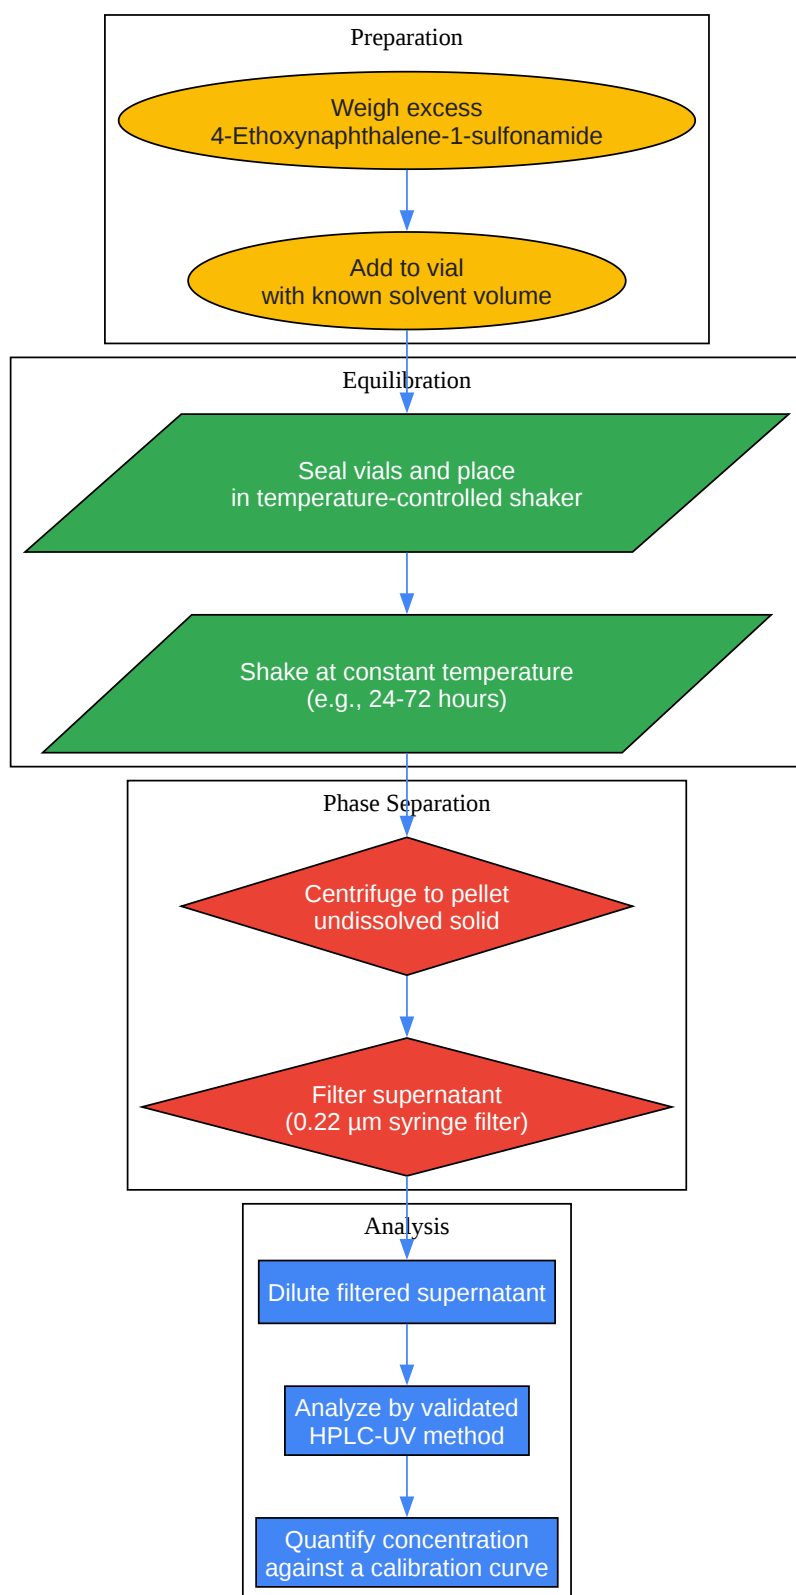 Preparation
Weigh excess
4-Ethoxynaphthalene-1-sulfonamide
Add to vial
with known solvent volume
Equilibration
Seal vials and place
in temperature-controlled shaker
Shake at constant temperature
(e.g., 24-72 hours)
Phase Separation
Centrifuge to pellet
undissolved solid
Filter supernatant
(0.22 µm syringe filter)
Analysis
Dilute filtered supernatant
Analyze by validated
HPLC-UV method
Quantify concentration
against a calibration curve